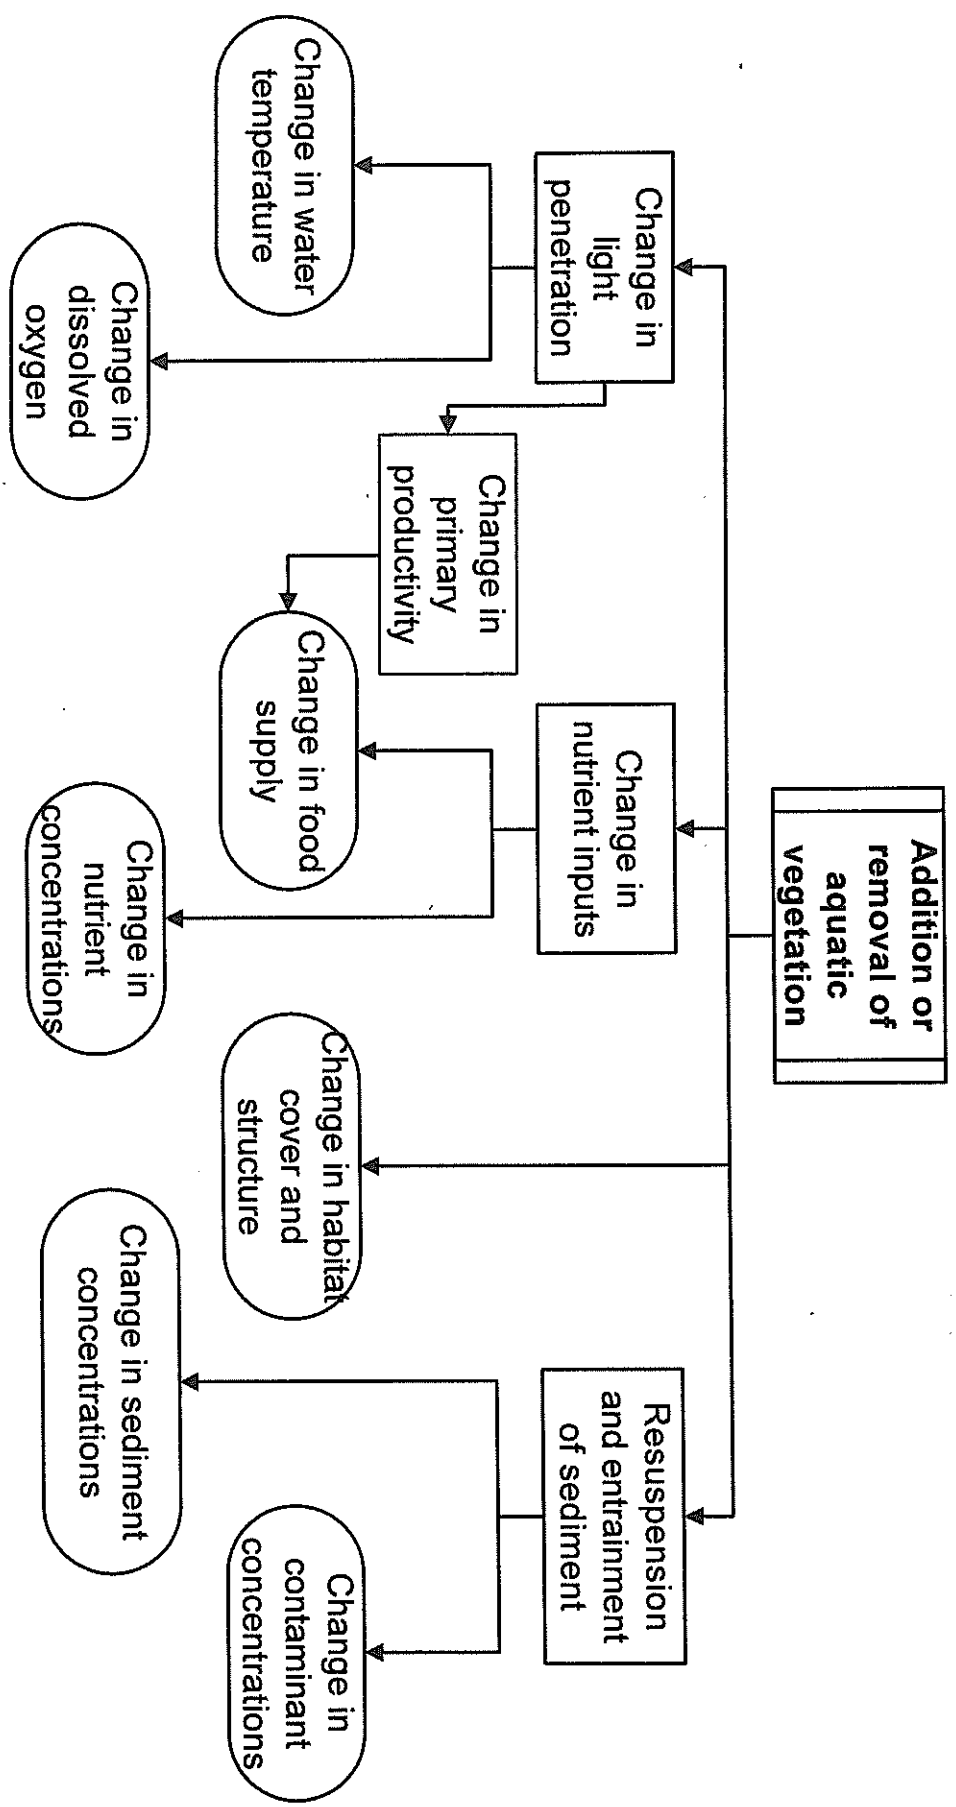 Addition or
removal of
aquatic
vegetation
Change in
light
penetration
Change in
nutrient inputs
Resuspension
and entrainment
of sediment
Change in
primary
productivity
Change in water
temperature
Change in food
supply
Change in habitat
cover and
structure
Change in
contaminant
concentrations
Change in
dissolved
oxygen
Change in
nutrient
concentrations
Change in sediment
concentrations